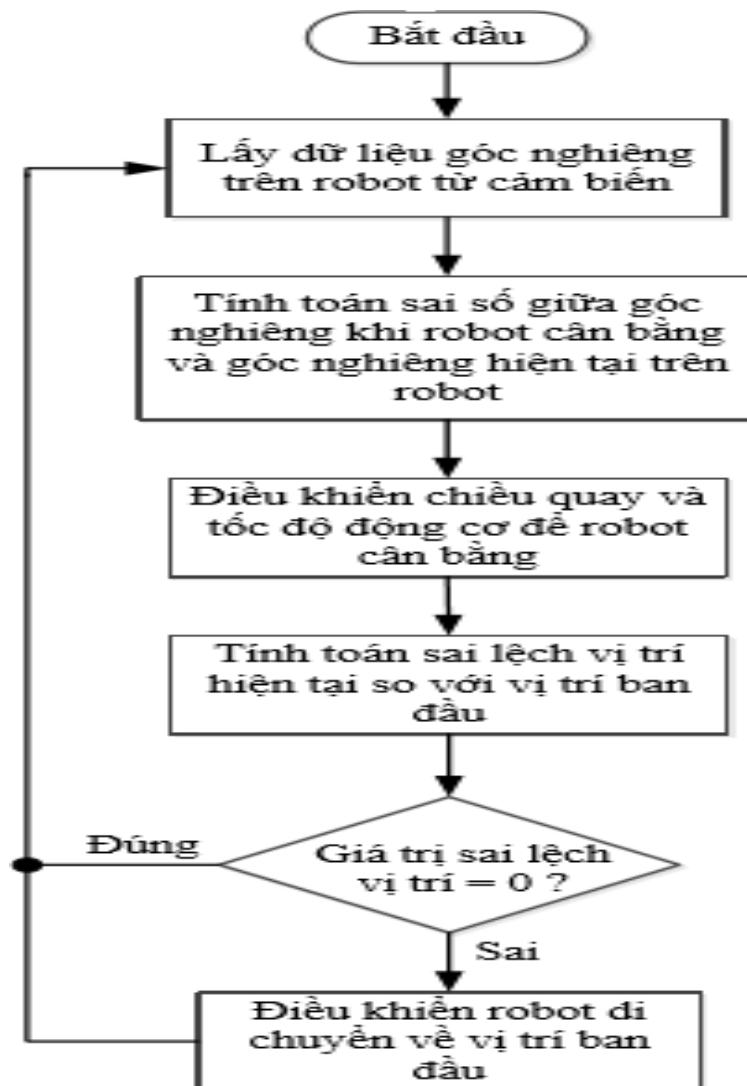 Bắt đầu
Lấy dữ liệu góc nghiêng
trên robot từ cảm biến
Tính toán sai số giữa góc
nghiêng khi robot cân bằng
và góc nghiêng hiện tại trên
robot
Điều khiển chiều quay và
tốc độ động cơ để robot
cân bằng
Tính toán sai lệch vị trí
hiện tại so với vị trí ban
đầu
Đúng
Giá trị sai lệch
vị trí = 0 ?
Sai
Điều khiển robot di
chuyển về vị trí ban
đầu